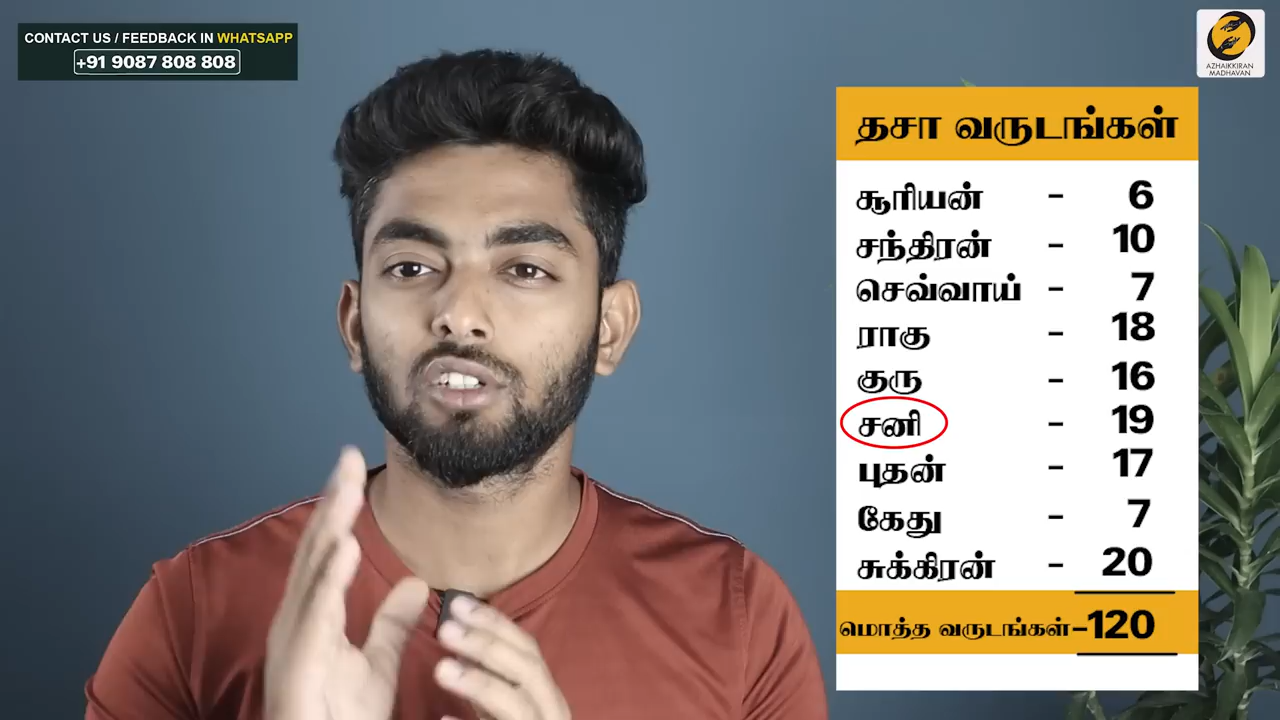 CONTACT US / FEEDBACK IN WHATSAPP
+91 9087 808 808
AZHAIKKIRAN
MADHAVAN
தசா வருடங்கள்
சூரியன் - 6
சந்திரன் - 10
செவ்வாய் - 7
ராகு - 18
குரு - 16
சனி - 19
புதன் - 17
கேது - 7
சுக்கிரன் - 20
மொத்த வருடங்கள்-120